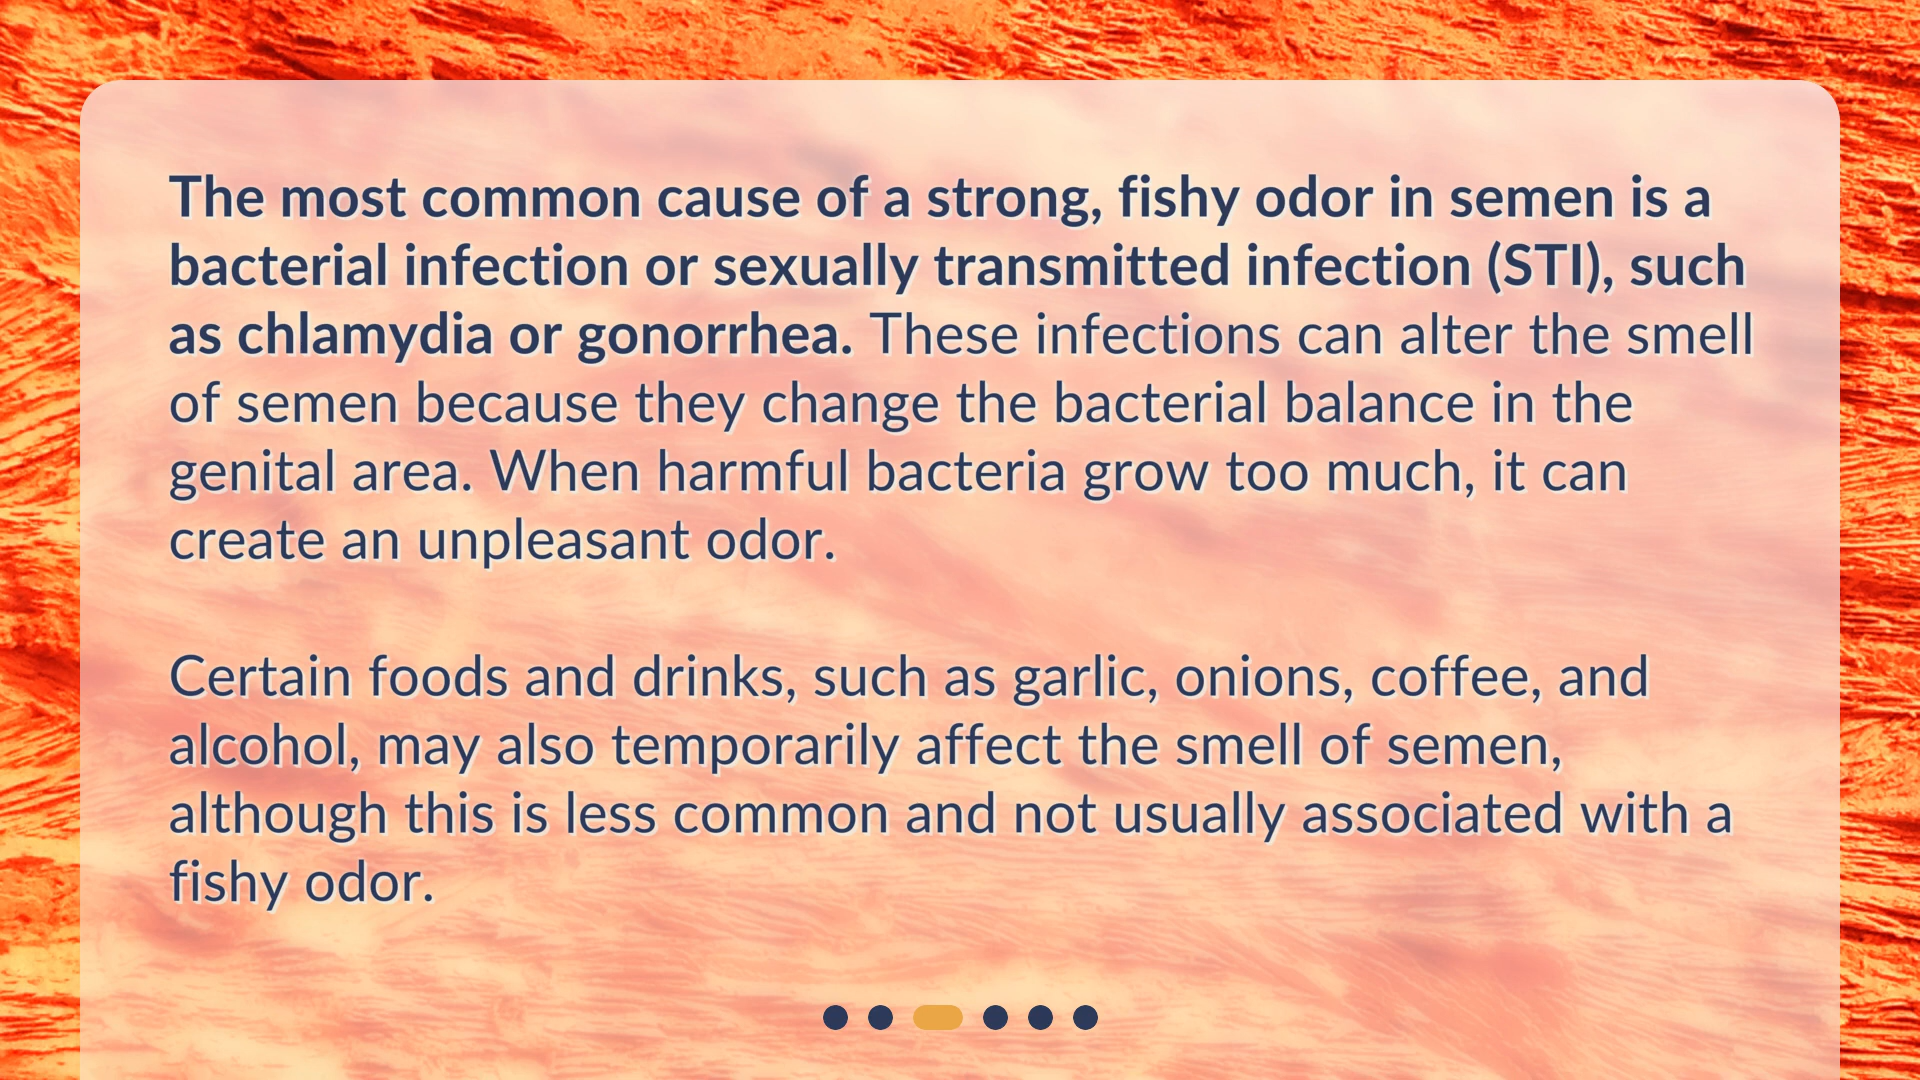 The most common cause of a strong, fishy odor in semen is a
bacterial infection or sexually transmitted infection (STI), such
as chlamydia or gonorrhea. These infections can alter the smell
of semen because they change the bacterial balance in the
genital area. When harmful bacteria grow too much, it can
create an unpleasant odor.
Certain foods and drinks, such as garlic, onions, coffee, and
alcohol, may also temporarily affect the smell of semen,
although this is less common and not usually associated with a
fishy odor.